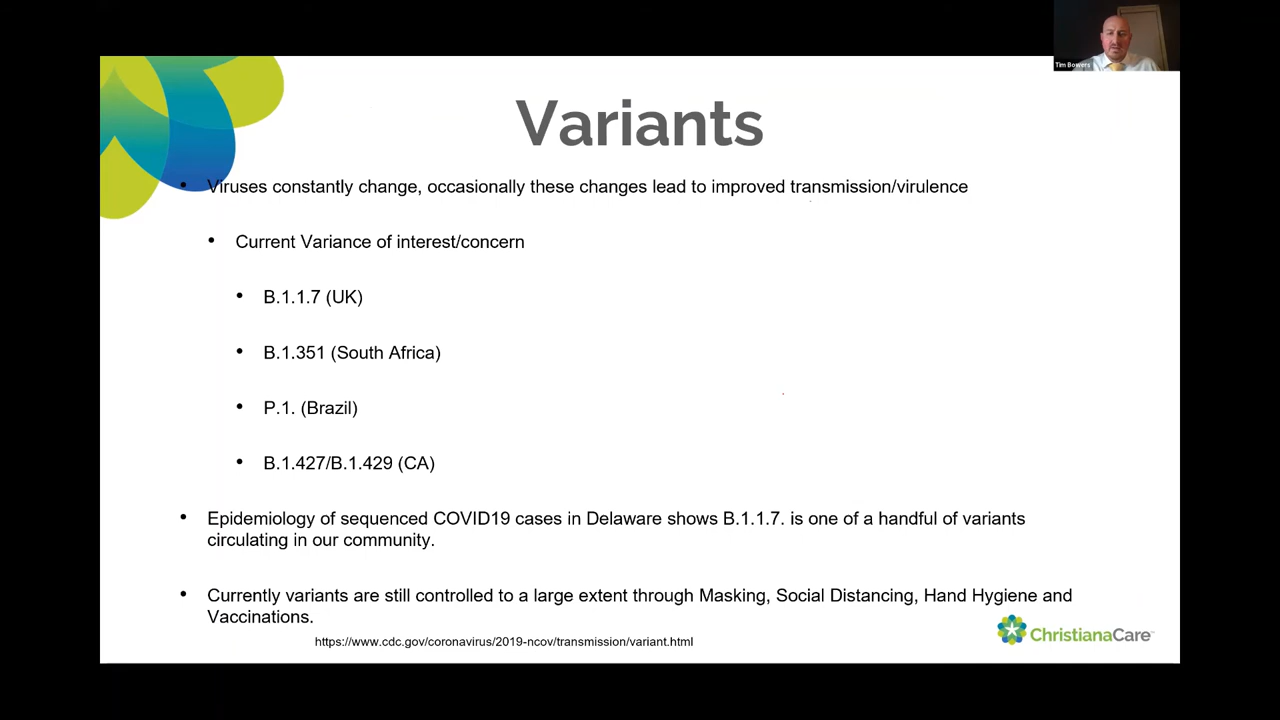 Tim Bowers
Variants
• Viruses constantly change, occasionally these changes lead to improved transmission/virulence
• Current Variance of interest/concern
• B.1.1.7 (UK)
• B.1.351 (South Africa)
• P.1. (Brazil)
• B.1.427/B.1.429 (CA)
• Epidemiology of sequenced COVID19 cases in Delaware shows B.1.1.7. is one of a handful of variants
circulating in our community.
• Currently variants are still controlled to a large extent through Masking, Social Distancing, Hand Hygiene and
Vaccinations.
https://www.cdc.gov/coronavirus/2019-ncov/transmission/variant.html
ChristianaCare™